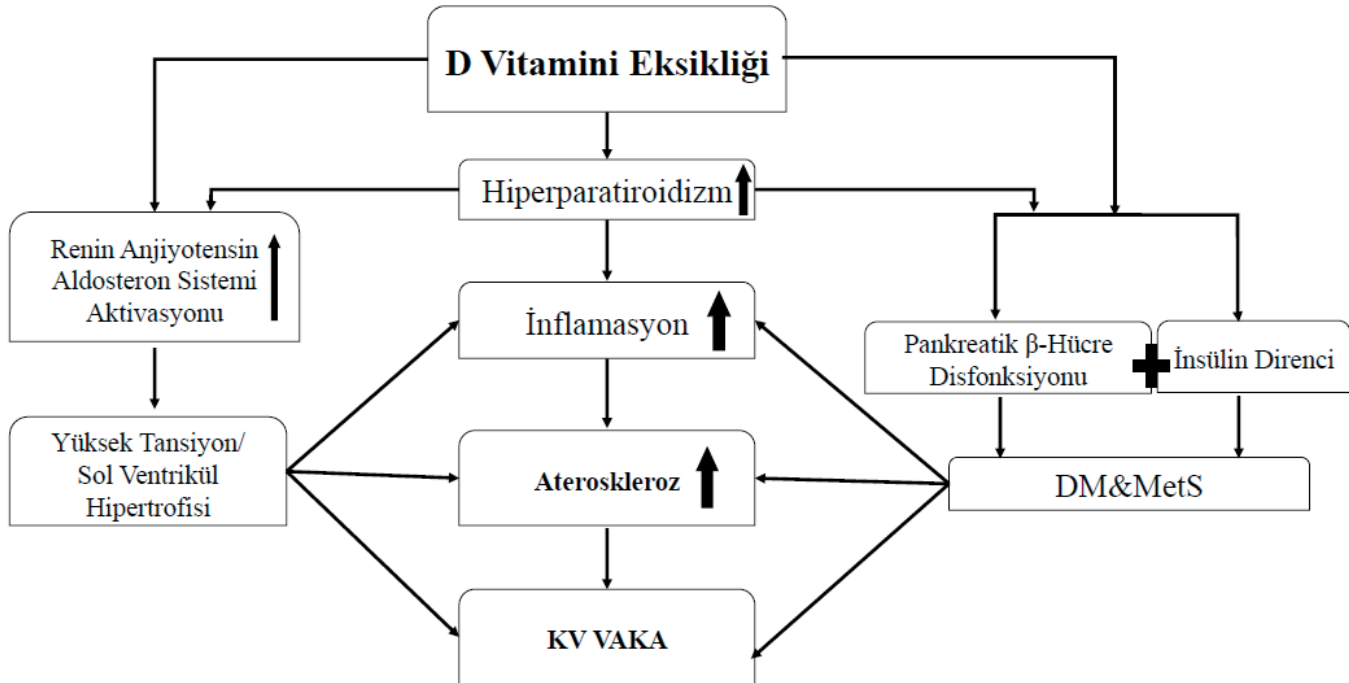 D Vitamini Eksikliği
Hiperparatiroidizm
Renin Anjiyotensin
Aldosteron Sistemi
Aktivasyonu
İnflamasyon
Pankreatik β-Hücre
Disfonksiyonu
İnsülin Direnci
Yüksek Tansiyon/
Sol Ventrikül
Hipertrofisi
Ateroskleroz
DM&MetS
KV VAKA